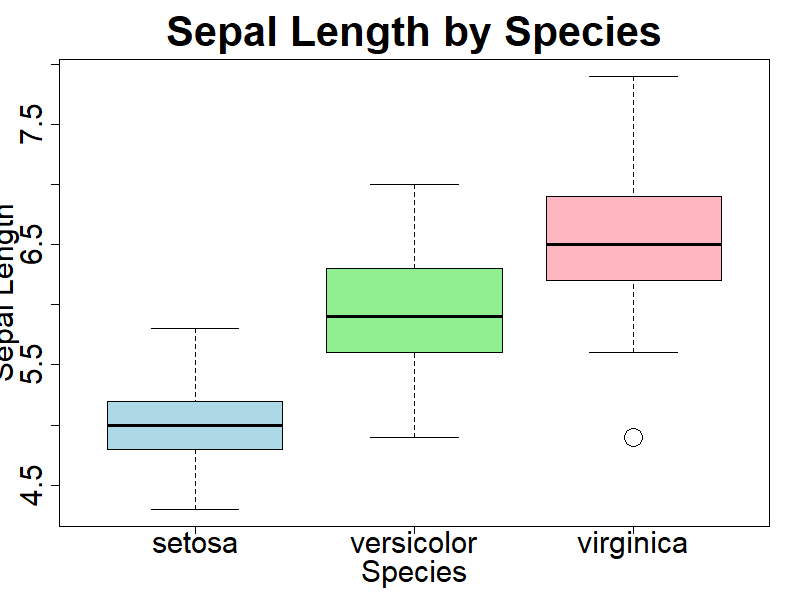 Sepal Length by Species
Sepal Length
7.5
6.5
5.5
4.5
setosa versicolor virginica
Species